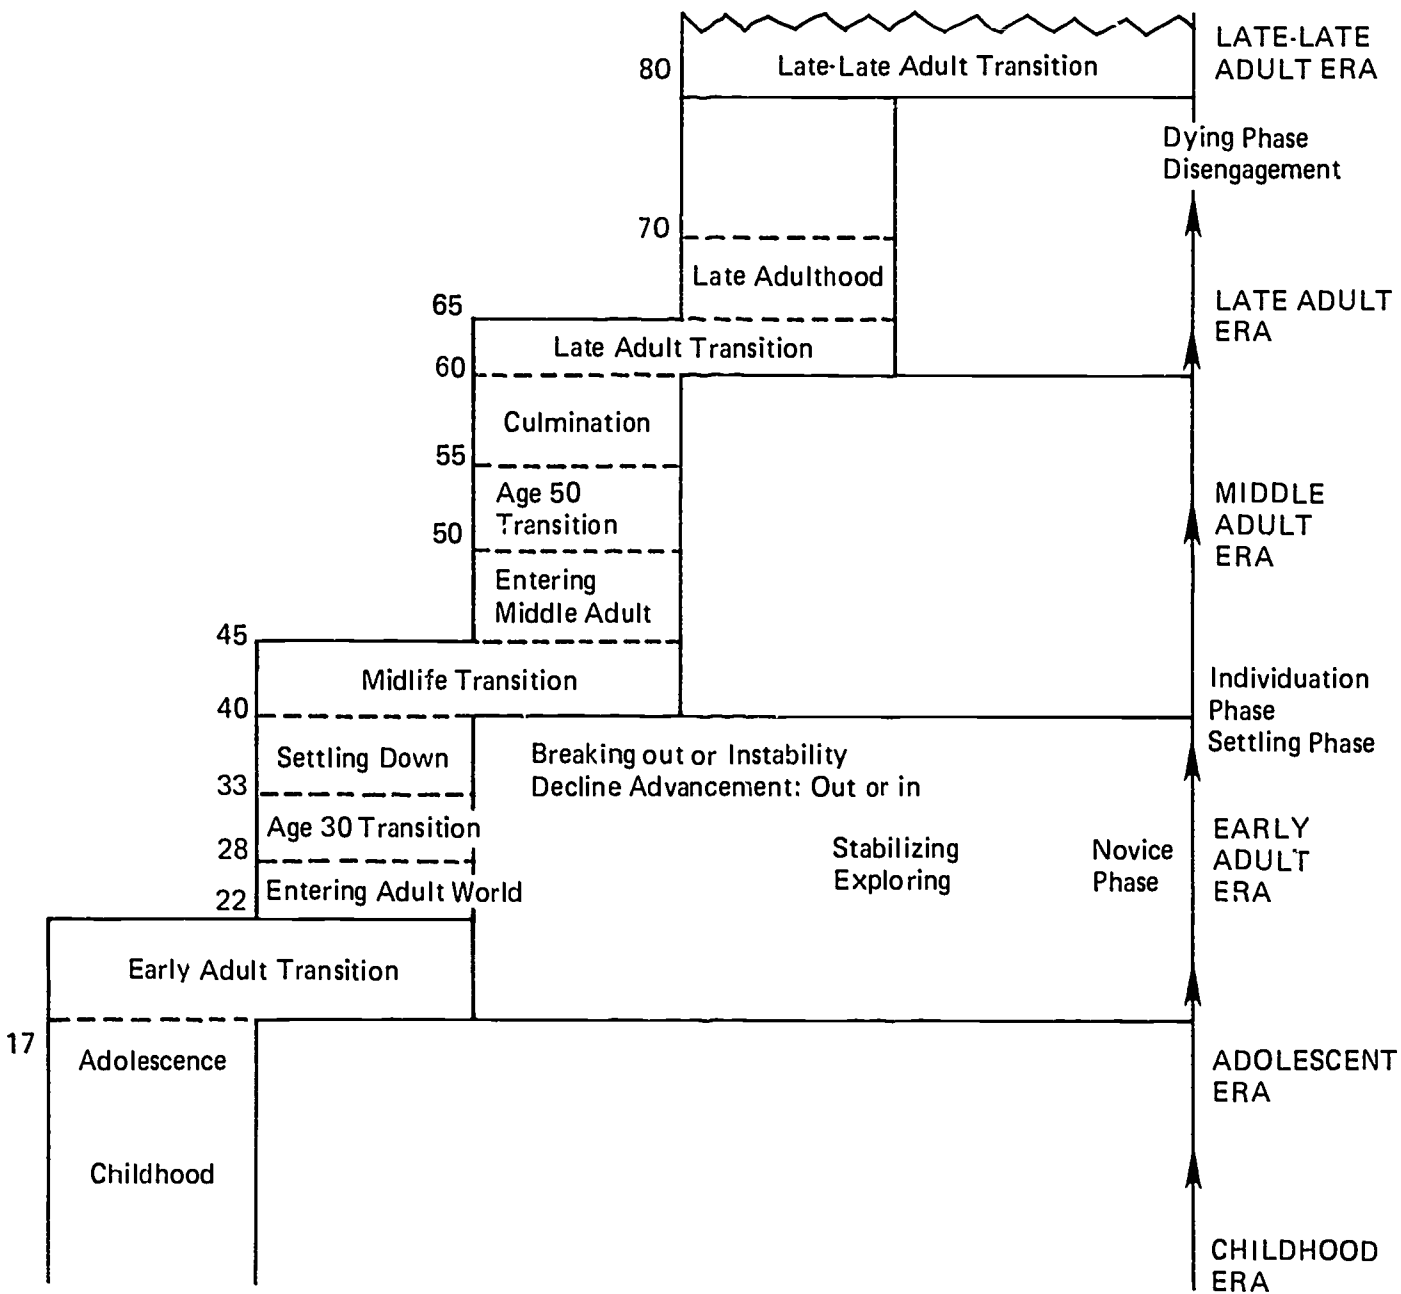 LATE-LATE
ADULT ERA
80
Late-Late Adult Transition
Dying Phase
Disengagement
70
Late Adulthood
65
LATE ADULT
ERA
Late Adult Transition
60
Culmination
55
Age 50
Transition
50
MIDDLE
ADULT
ERA
Entering
Middle Adult
45
Midlife Transition
40
Individuation
Phase
Settling Phase
Settling Down
Breaking out or Instability
Decline Advancement: Out or in
33
Age 30 Transition
28
Stabilizing
Exploring
Novice
Phase
EARLY
ADULT
ERA
Entering Adult World
22
Early Adult Transition
17
Adolescence
ADOLESCENT
ERA
Childhood
CHILDHOOD
ERA